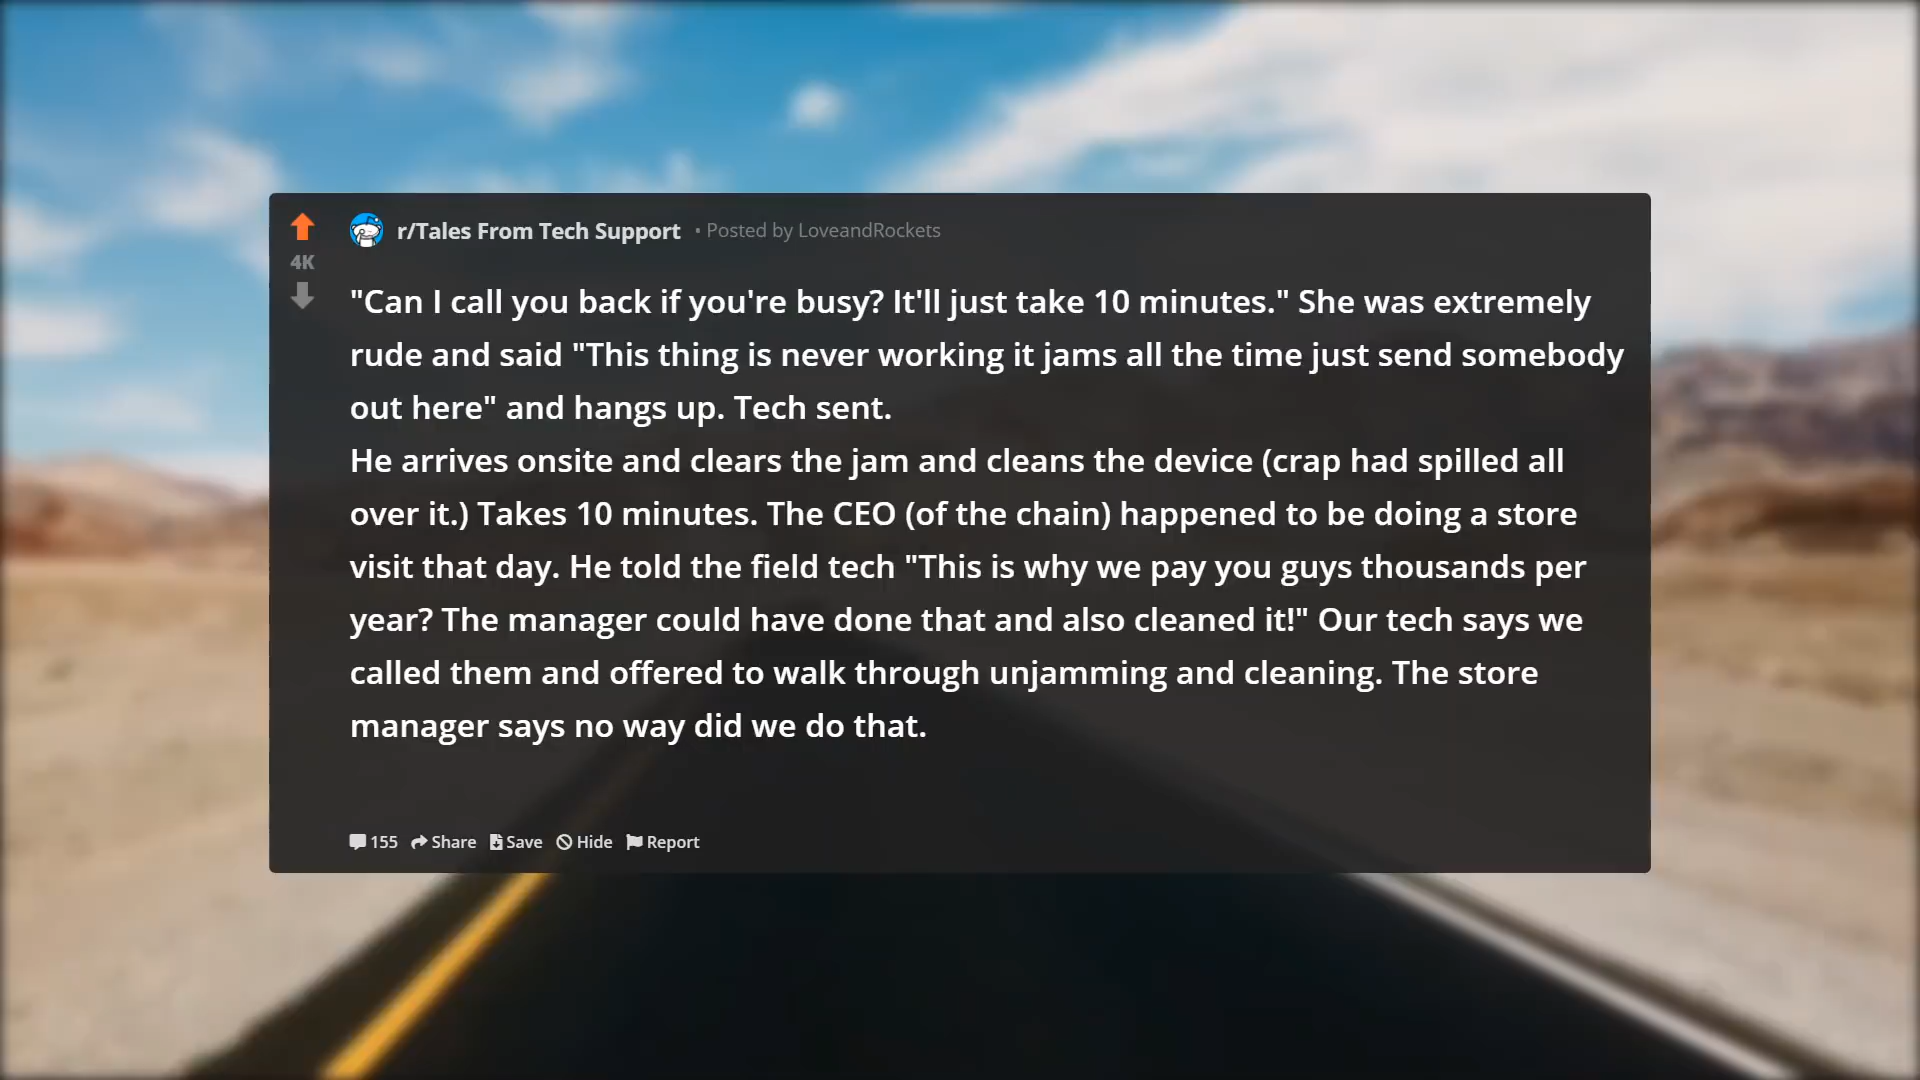 r/Tales From Tech Support • Posted by LoveandRockets
4K
"Can I call you back if you're busy? It'll just take 10 minutes." She was extremely
rude and said "This thing is never working it jams all the time just send somebody
out here" and hangs up. Tech sent.
He arrives onsite and clears the jam and cleans the device (crap had spilled all
over it.) Takes 10 minutes. The CEO (of the chain) happened to be doing a store
visit that day. He told the field tech "This is why we pay you guys thousands per
year? The manager could have done that and also cleaned it!" Our tech says we
called them and offered to walk through unjamming and cleaning. The store
manager says no way did we do that.
155 Share Save Hide Report